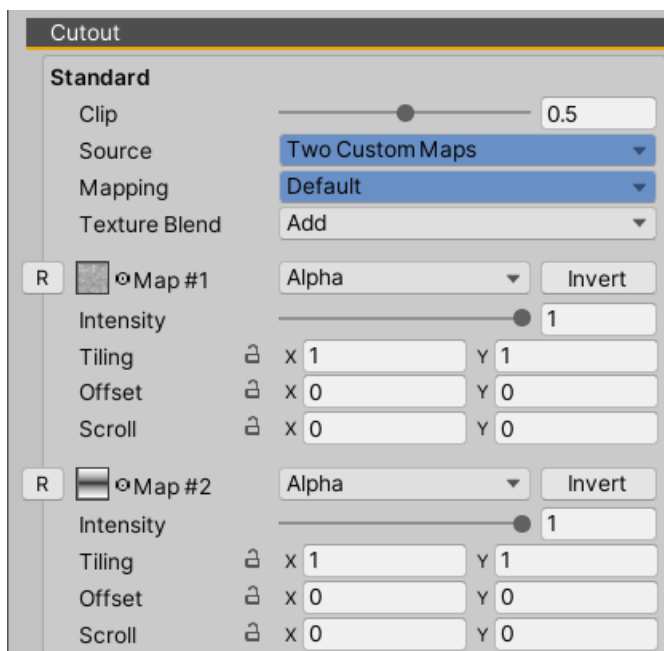 Cutout
Standard
Clip 0.5
Source Two Custom Maps
Mapping Default
Texture Blend Add
R Map #1 Alpha Invert
Intensity 1
Tiling X 1 Y 1
Offset X 0 Y 0
Scroll X 0 Y 0
R Map #2 Alpha Invert
Intensity 1
Tiling X 1 Y 1
Offset X 0 Y 0
Scroll X 0 Y 0